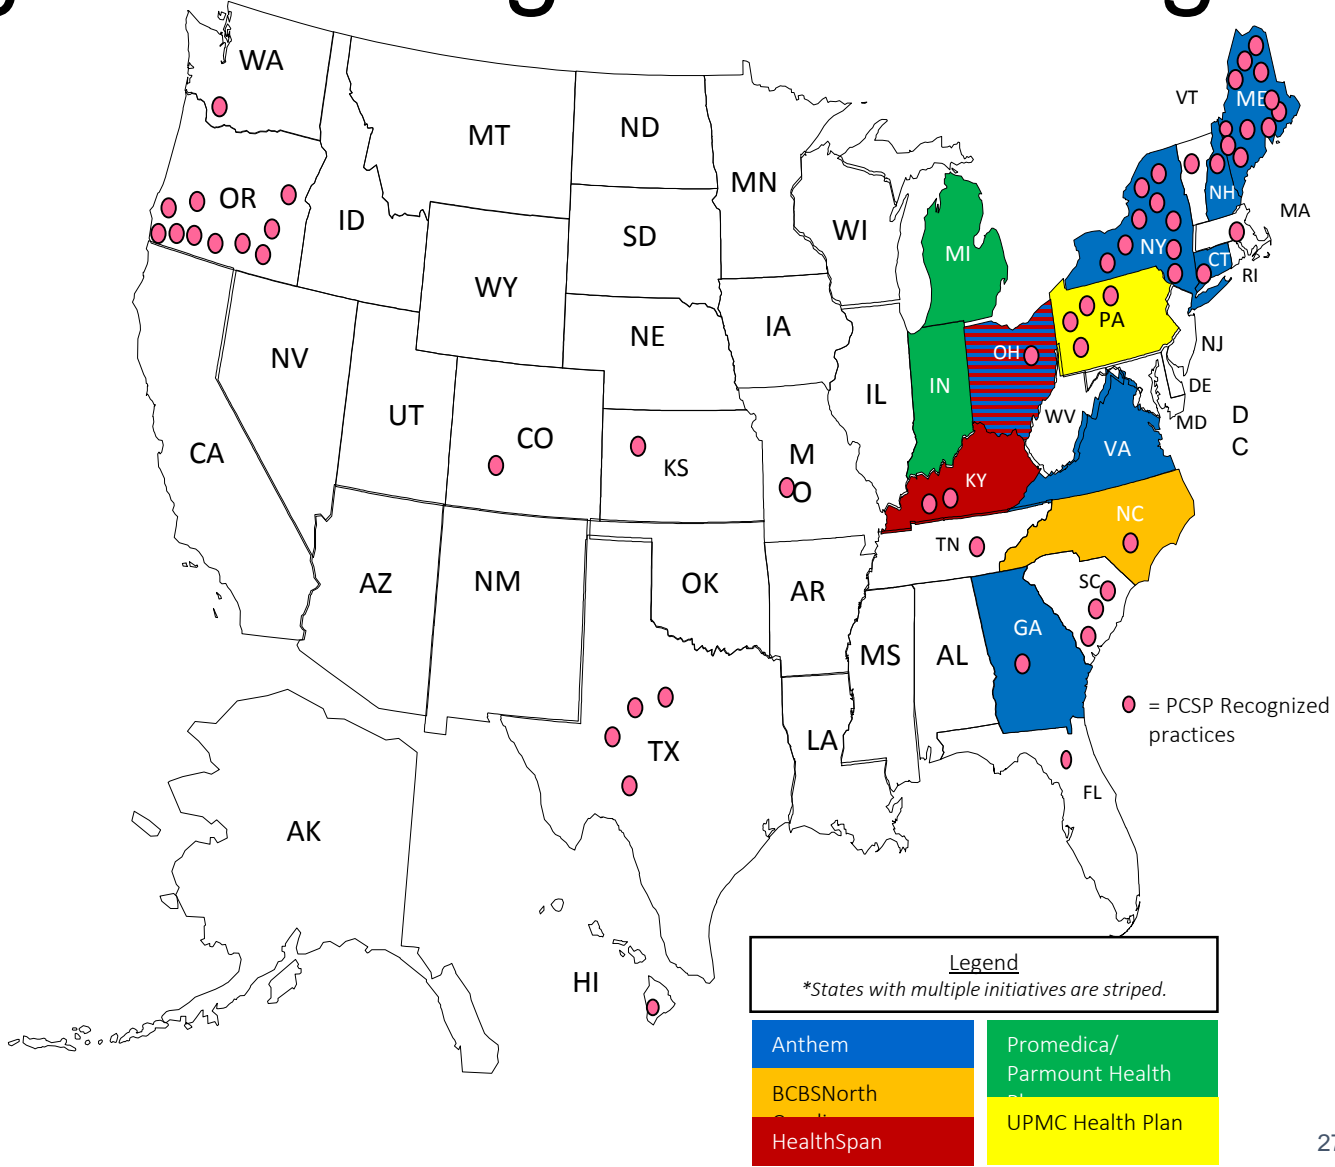 WA
MT
ND
MN
VT
ME
OR
ID
SD
WI
MI
NH
MA
NY
CT
RI
WY
IA
NE
PA
NV
OH
NJ
IL
IN
DE
UT
WV
MD
D
C
CO
CA
KS
M
O
VA
KY
NC
TN
AZ
NM
OK
AR
SC
GA
MS
AL
= PCSP Recognized
practices
TX
LA
FL
AK
HI
Legend
*States with multiple initiatives are striped.
Anthem
Promedica/
Parmount Health
BCBSNorth
UPMC Health Plan
HealthSpan
27